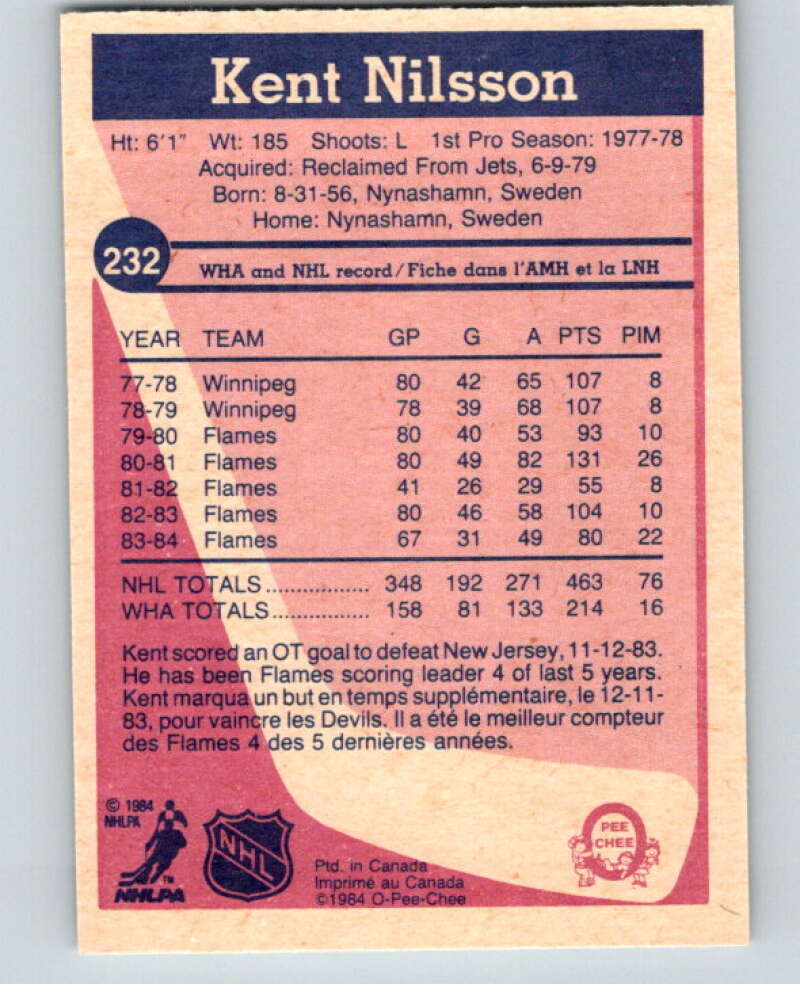 Kent Nilsson
Ht: 6'1" Wt: 185 Shoots: L 1st Pro Season: 1977-78
Acquired: Reclaimed From Jets, 6-9-79
Born: 8-31-56, Nynashamn, Sweden
Home: Nynashamn, Sweden
232
WHA and NHL record/Fiche dans l'AMH et la LNH
YEAR TEAM GP G A PTS PIM
77-78 Winnipeg 80 42 65 107 8
78-79 Winnipeg 78 39 68 107 8
79-80 Flames 80 40 53 93 10
80-81 Flames 80 49 82 131 26
81-82 Flames 41 26 29 55 8
82-83 Flames 80 46 58 104 10
83-84 Flames 67 31 49 80 22
NHL TOTALS.................. 348 192 271 463 76
WHA TOTALS................. 158 81 133 214 16
Kent scored an OT goal to defeat New Jersey, 11-12-83.
He has been Flames scoring leader 4 of last 5 years.
Kent marqua un but en temps supplémentaire, le 12-11-
83, pour vaincre les Devils. Il a été le meilleur compteur
des Flames 4 des 5 dernières années.
© 1984
NHLPA
TM
NHLPA
NHL
Ptd. in Canada
Imprimé au Canada
©1984 O-Pee-Chee
PEE
CHEE